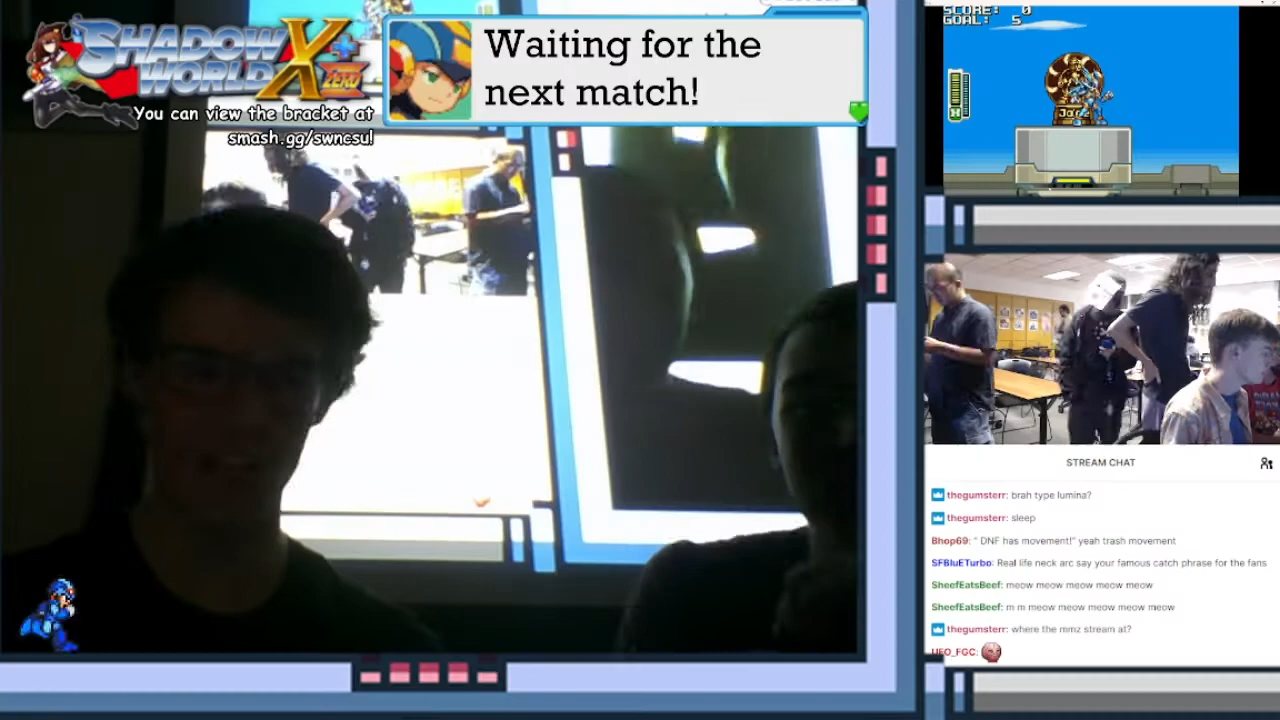 SHADOW
WORLD X+
ZERO
You can view the bracket at
smash.gg/swncsu!
Waiting for the
next match!
SCORE: 0
GOAL: 5
STREAM CHAT
thegumsterr: brah type lumina?
thegumsterr: sleep
Bhop69: " DNF has movement!" yeah trash movement
SFBluETurbo: Real life neck arc say your famous catch phrase for the fans
SheefEatsBeef: meow meow meow meow meow
SheefEatsBeef: m m meow meow meow meow meow
thegumsterr: where the mmz stream at?
UFO_FGC: